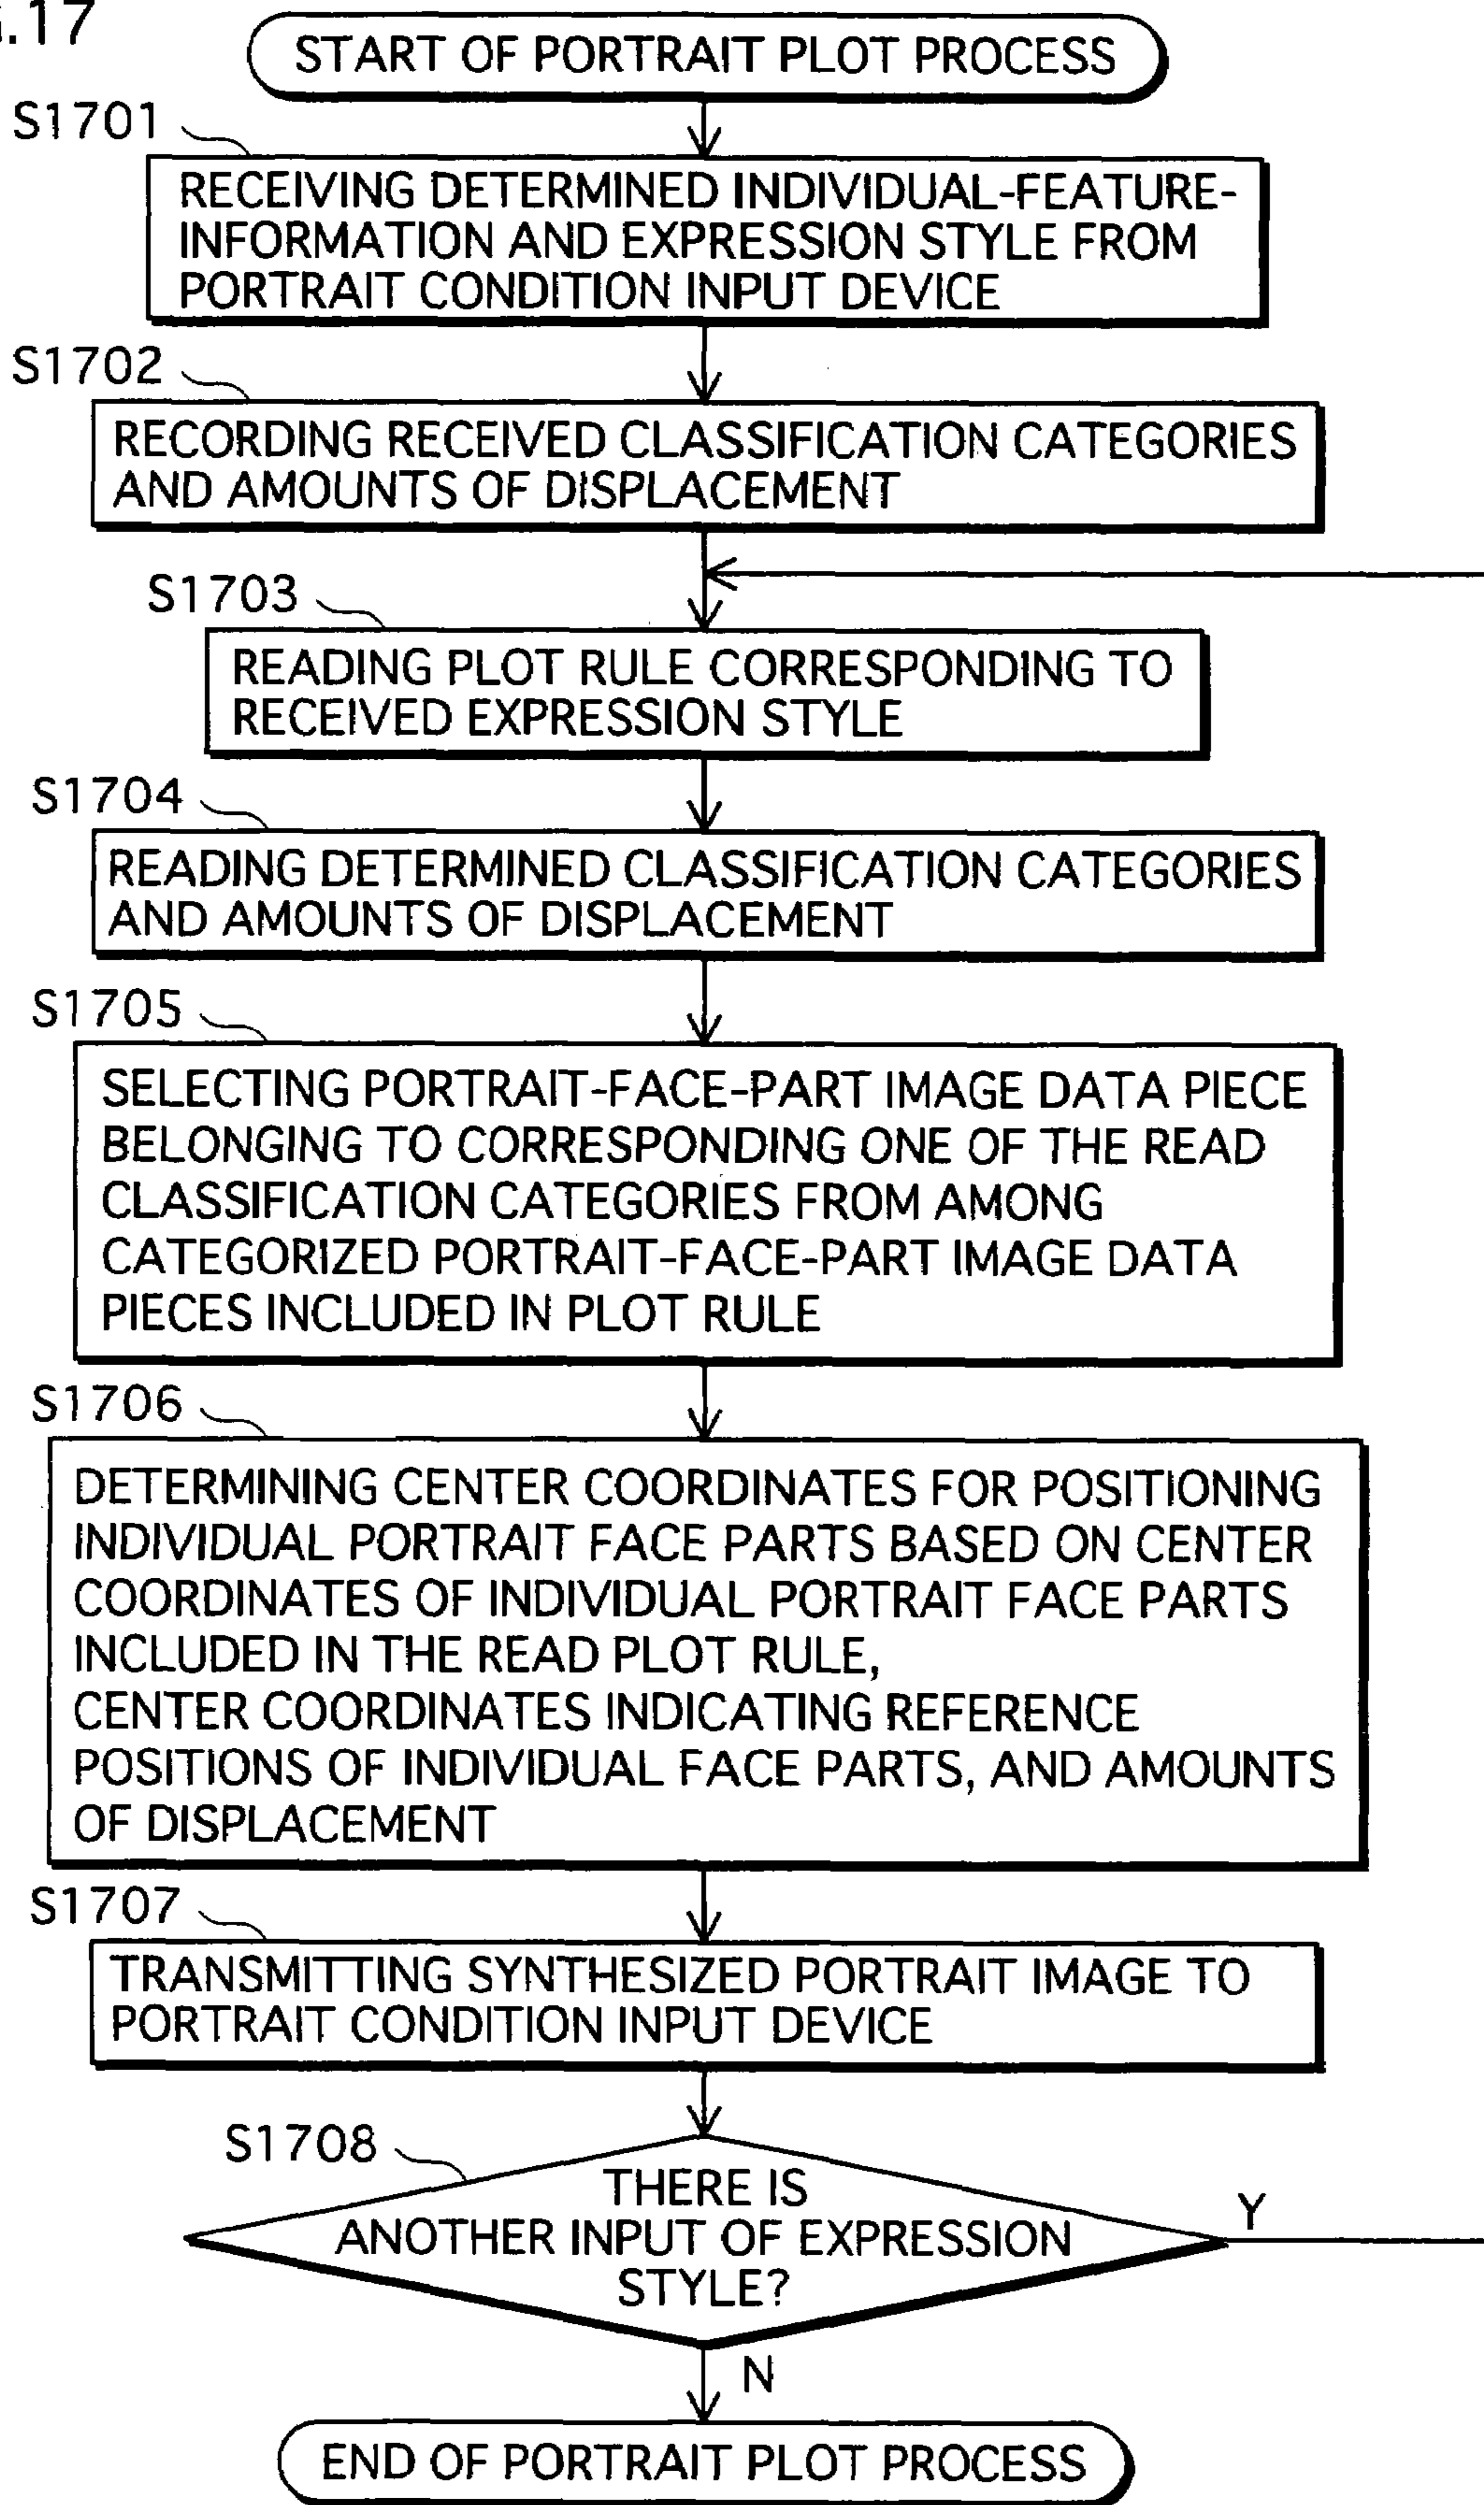 .17
START OF PORTRAIT PLOT PROCESS
S1701
RECEIVING DETERMINED INDIVIDUAL-FEATURE-
INFORMATION AND EXPRESSION STYLE FROM
PORTRAIT CONDITION INPUT DEVICE
S1702
RECORDING RECEIVED CLASSIFICATION CATEGORIES
AND AMOUNTS OF DISPLACEMENT
S1703
READING PLOT RULE CORRESPONDING TO
RECEIVED EXPRESSION STYLE
S1704
READING DETERMINED CLASSIFICATION CATEGORIES
AND AMOUNTS OF DISPLACEMENT
S1705
SELECTING PORTRAIT-FACE-PART IMAGE DATA PIECE
BELONGING TO CORRESPONDING ONE OF THE READ
CLASSIFICATION CATEGORIES FROM AMONG
CATEGORIZED PORTRAIT-FACE-PART IMAGE DATA
PIECES INCLUDED IN PLOT RULE
S1706
DETERMINING CENTER COORDINATES FOR POSITIONING
INDIVIDUAL PORTRAIT FACE PARTS BASED ON CENTER
COORDINATES OF INDIVIDUAL PORTRAIT FACE PARTS
INCLUDED IN THE READ PLOT RULE,
CENTER COORDINATES INDICATING REFERENCE
POSITIONS OF INDIVIDUAL FACE PARTS, AND AMOUNTS
OF DISPLACEMENT
S1707
TRANSMITTING SYNTHESIZED PORTRAIT IMAGE TO
PORTRAIT CONDITION INPUT DEVICE
S1708
THERE IS
ANOTHER INPUT OF EXPRESSION
STYLE?
Y
N
END OF PORTRAIT PLOT PROCESS